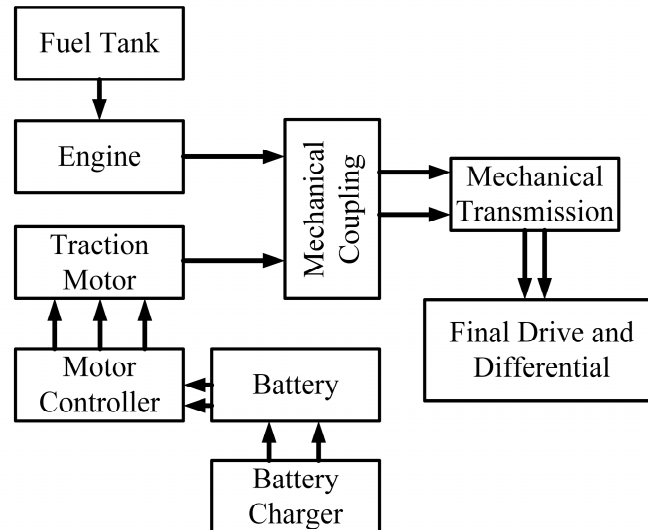 Fuel Tank
Engine
Mechanical
Coupling
Mechanical
Transmission
Traction
Motor
Final Drive and
Differential
Motor
Controller
Battery
Battery
Charger